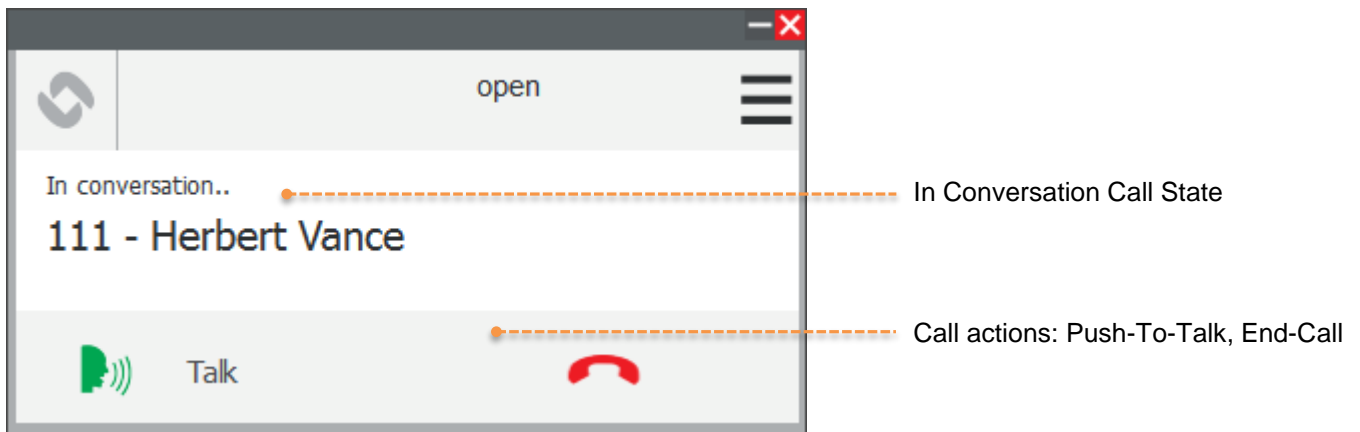 open
In conversation..
In Conversation Call State
111 - Herbert Vance
Call actions: Push-To-Talk, End-Call
Talk